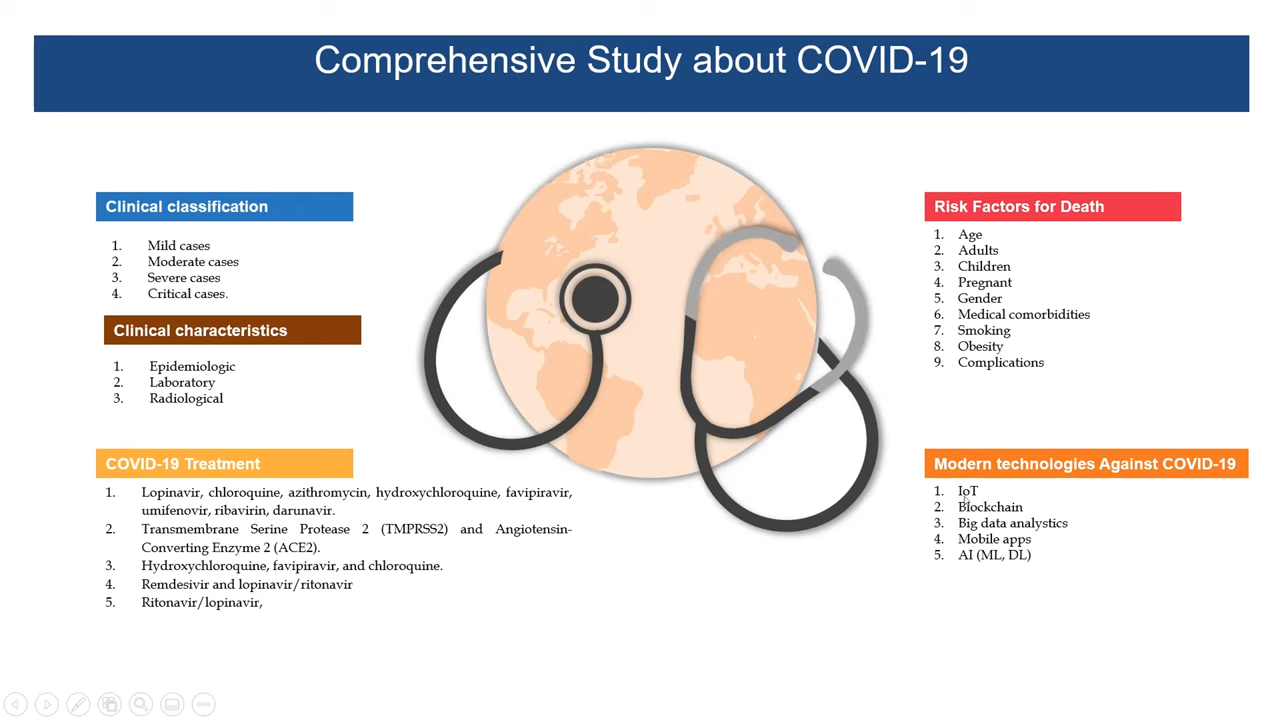 Comprehensive Study about COVID-19
Clinical classification
1. Mild cases
2. Moderate cases
3. Severe cases
4. Critical cases.
Clinical characteristics
1. Epidemiologic
2. Laboratory
3. Radiological
COVID-19 Treatment
1. Lopinavir, chloroquine, azithromycin, hydroxychloroquine, favipiravir,
umifenovir, ribavirin, darunavir.
2. Transmembrane Serine Protease 2 (TMPRSS2) and Angiotensin-
Converting Enzyme 2 (ACE2).
3. Hydroxychloroquine, favipiravir, and chloroquine.
4. Remdesivir and lopinavir/ritonavir
5. Ritonavir/lopinavir,
Risk Factors for Death
1. Age
2. Adults
3. Children
4. Pregnant
5. Gender
6. Medical comorbidities
7. Smoking
8. Obesity
9. Complications
Modern technologies Against COVID-19
1. IoT
2. Blockchain
3. Big data analystics
4. Mobile apps
5. AI (ML, DL)